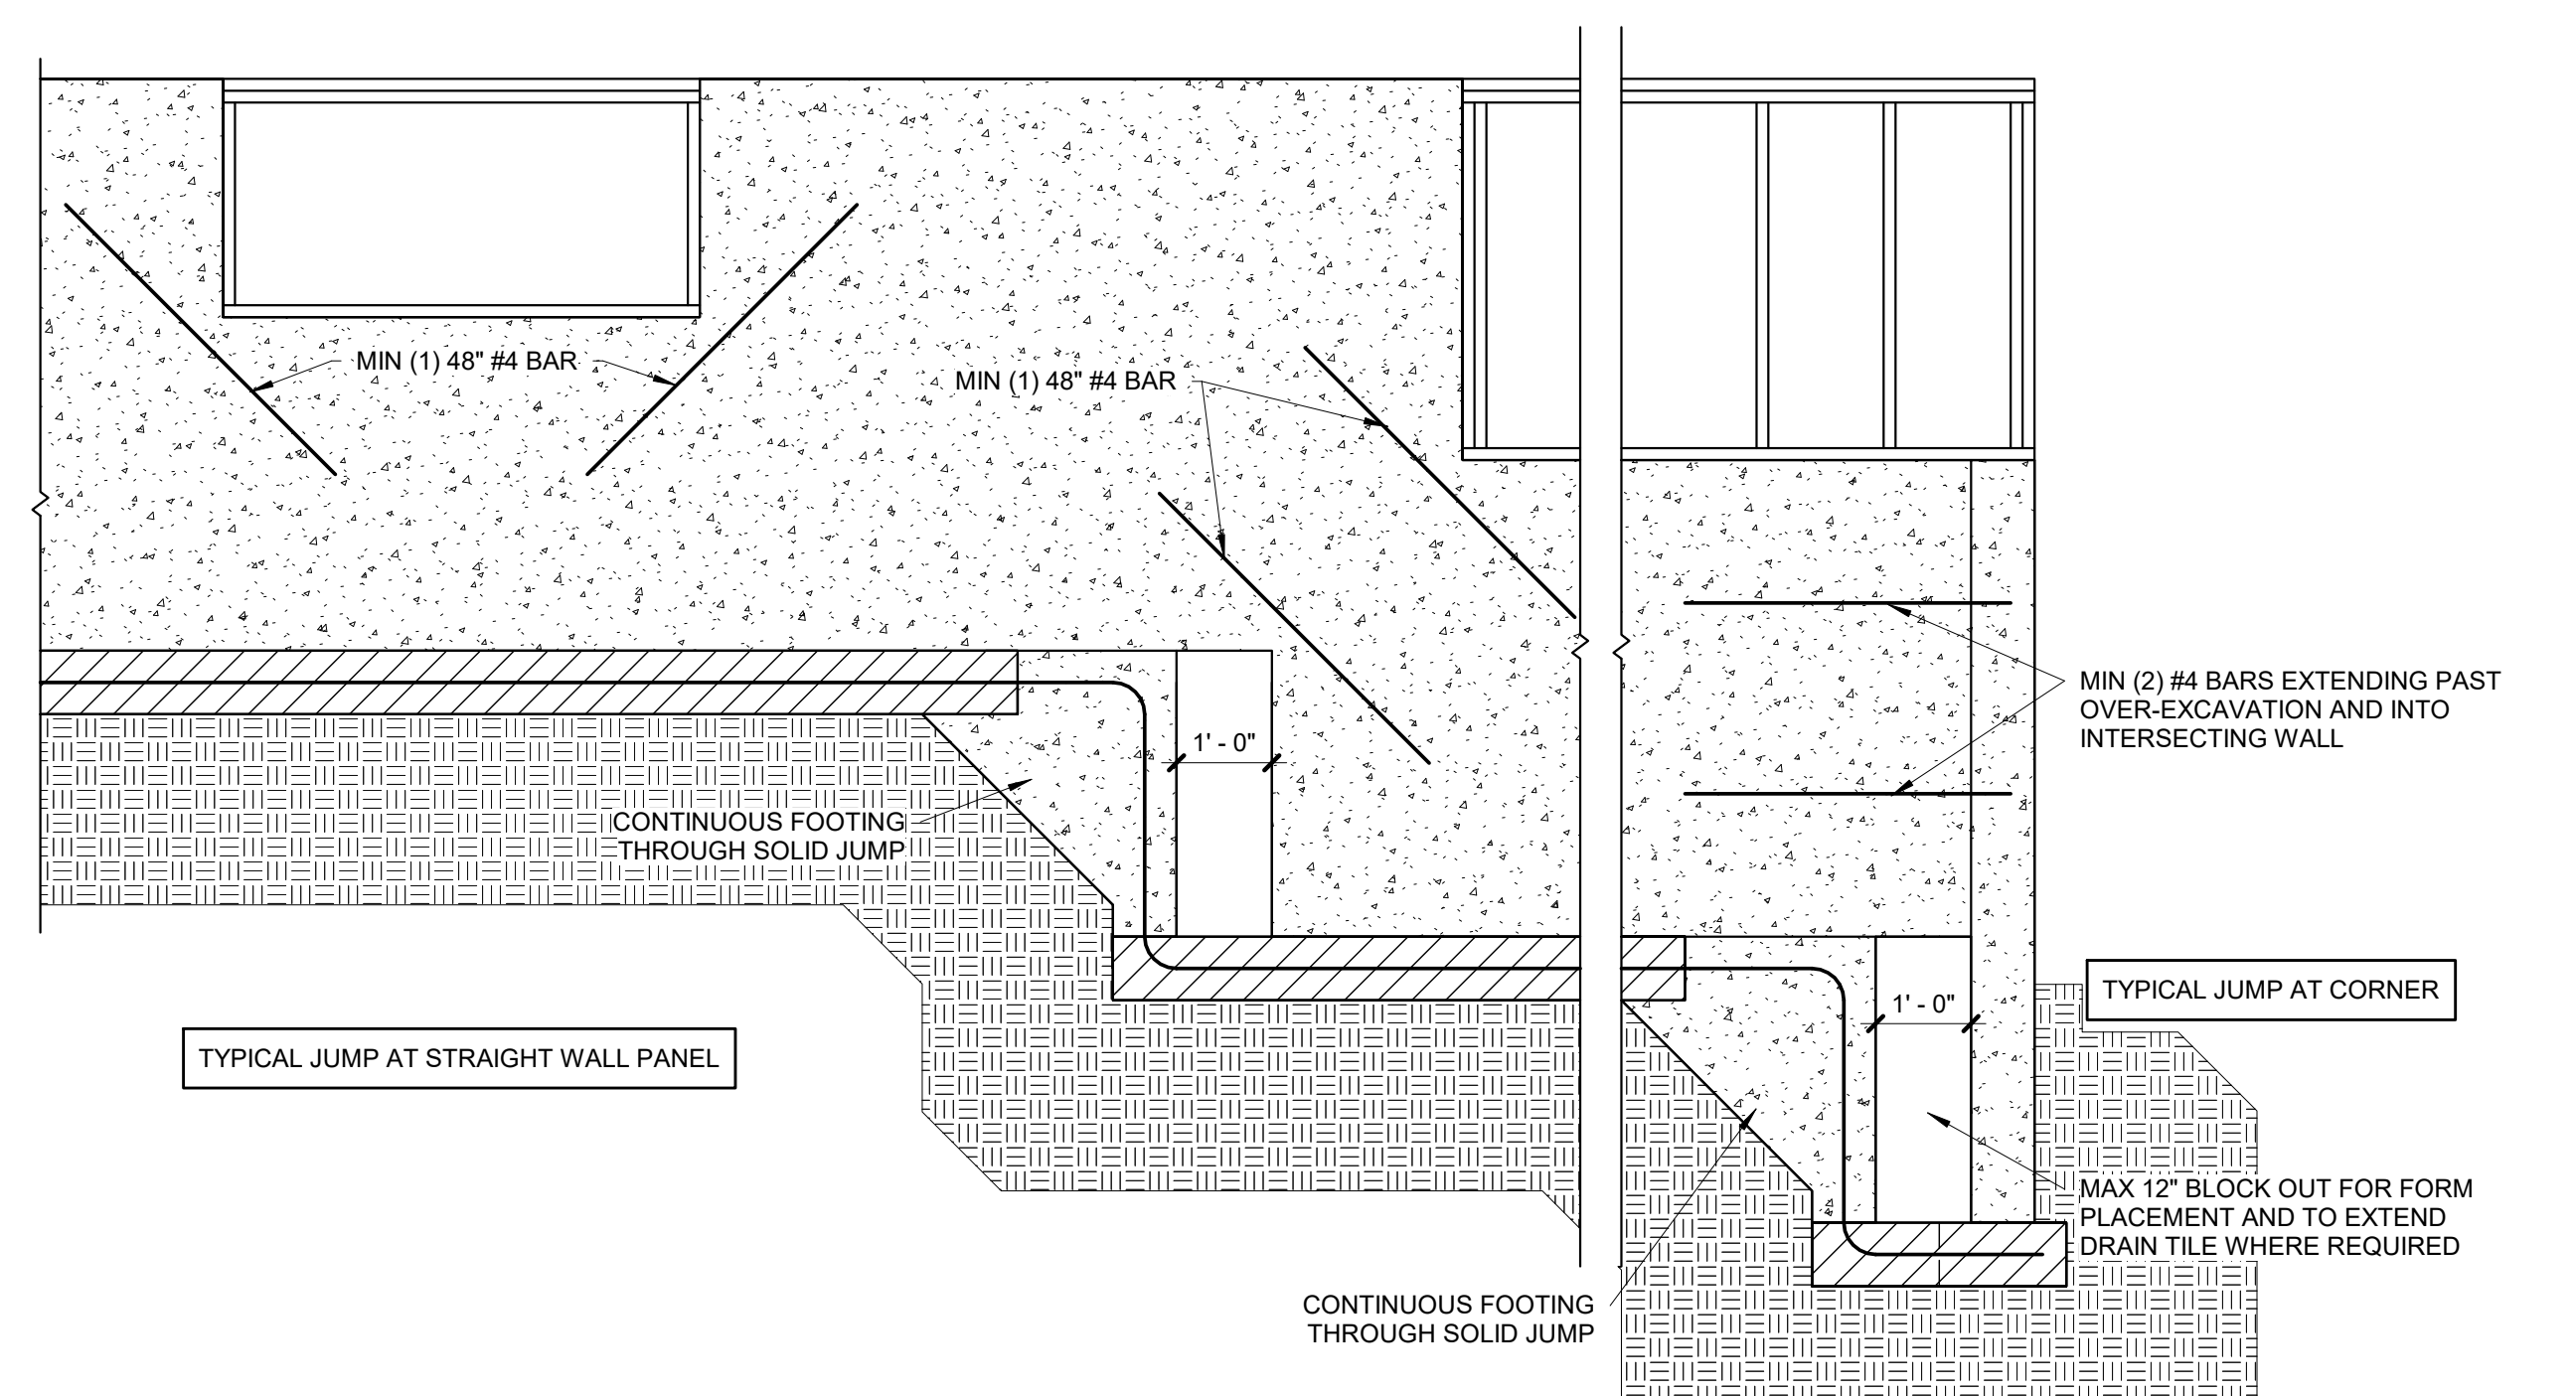 MIN (1) 48" #4 BAR
MIN (1) 48" #4 BAR
MIN (2) #4 BARS EXTENDING PAST
OVER-EXCAVATION AND INTO
INTERSECTING WALL
1' - 0"
CONTINUOUS FOOTING
THROUGH SOLID JUMP
TYPICAL JUMP AT STRAIGHT WALL PANEL
TYPICAL JUMP AT CORNER
1' - 0"
MAX 12" BLOCK OUT FOR FORM
PLACEMENT AND TO EXTEND
DRAIN TILE WHERE REQUIRED
CONTINUOUS FOOTING
THROUGH SOLID JUMP